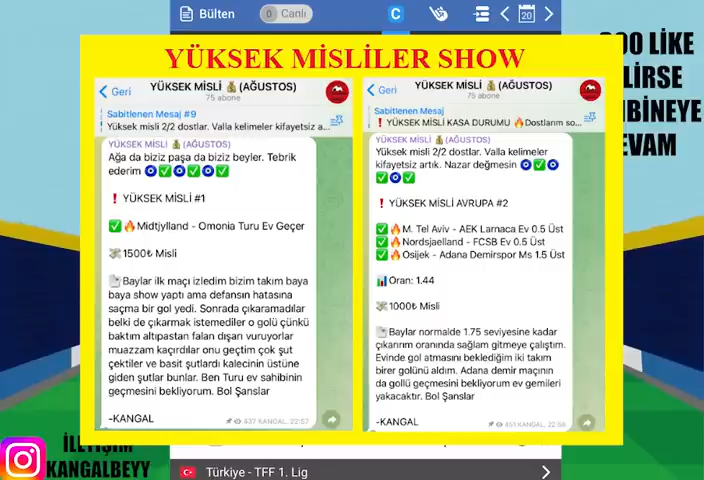 Bülten
Canlı
C
20
300 LİKE
YÜKSEK MİSLİLER SHOW
Geri
YÜKSEK MİSLİ 💰(AĞUSTOS)
75 abone
Sabitlenen Mesaj #9
Yüksek misli 2/2 dostlar. Valla kelimeler kifayetsiz a...
YÜKSEK MİSLİ 💰(AĞUSTOS)
Ağa da biziz paşa da biziz beyler. Tebrik
ederim 🧿✅🧿✅🧿✅
❗ YÜKSEK MİSLİ #1
✅🔥Midtjylland - Omonia Turu Ev Geçer
💸1500₺ Misli
📝Baylar ilk maçı izledim bizim takım baya
baya show yaptı ama defansın hatasına
saçma bir gol yedi. Sonrada çıkaramadılar
belki de çıkarmak istemediler o golü çünkü
baktım altıpastan falan dışarı vuruyorlar
muazzam kaçırdılar onu geçtim çok şut
çektiler ve basit şutlardı kalecinin üstüne
giden şutlar bunlar. Ben Turu ev sahibinin
geçmesini bekliyorum. Bol Şanslar
-KANGAL
437 KANGAL, 22:57
Geri
YÜKSEK MİSLİ 💰(AĞUSTOS)
75 abone
Sabitlenen Mesaj
❗ YÜKSEK MİSLİ KASA DURUMU 🔥Dostlarım so...
YÜKSEK MİSLİ 💰(AĞUSTOS)
Yüksek misli 2/2 dostlar. Valla kelimeler
kifayetsiz artık. Nazar değmesin 🧿✅🧿
✅🧿✅
❗ YÜKSEK MİSLİ AVRUPA #2
✅🔥M. Tel Aviv - AEK Larnaca Ev 0.5 Üst
✅🔥Nordsjaelland - FCSB Ev 0.5 Üst
✅🔥Osijek - Adana Demirspor Ms 1.5 Üst
📊Oran: 1.44
💸1000₺ Misli
📝Baylar normalde 1.75 seviyesine kadar
çıkarım oranında sağlam gitmeye çalıştım.
Evinde gol atmasını beklediğim iki takım
birer golünü aldım. Adana demir maçının
da gollü geçmesini bekliyorum ev gemileri
yakacaktır. Bol Şanslar
-KANGAL
451 KANGAL, 22:58
İLETİŞİM
KANGALBEYY
Türkiye - TFF 1. Lig